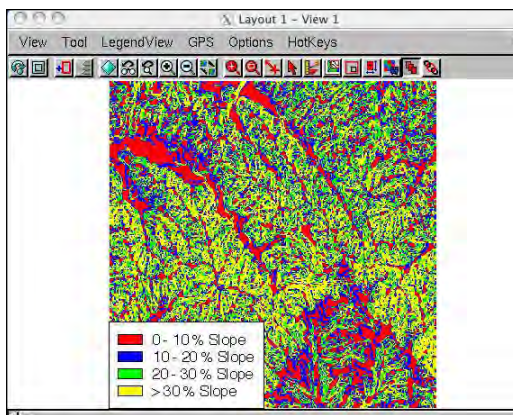 Layout 1 - View 1
View Tool LegendView GPS Options HotKeys
0- 10% Slope
10 - 20% Slope
20 - 30% Slope
>30% Slope